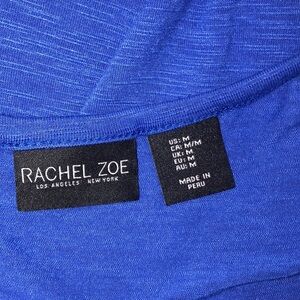 RACHEL ZOE
LOS ANGELES NEW YORK
US: M
CA: M/M
UK: M
EU: M
AU: M
MADE IN
PERU